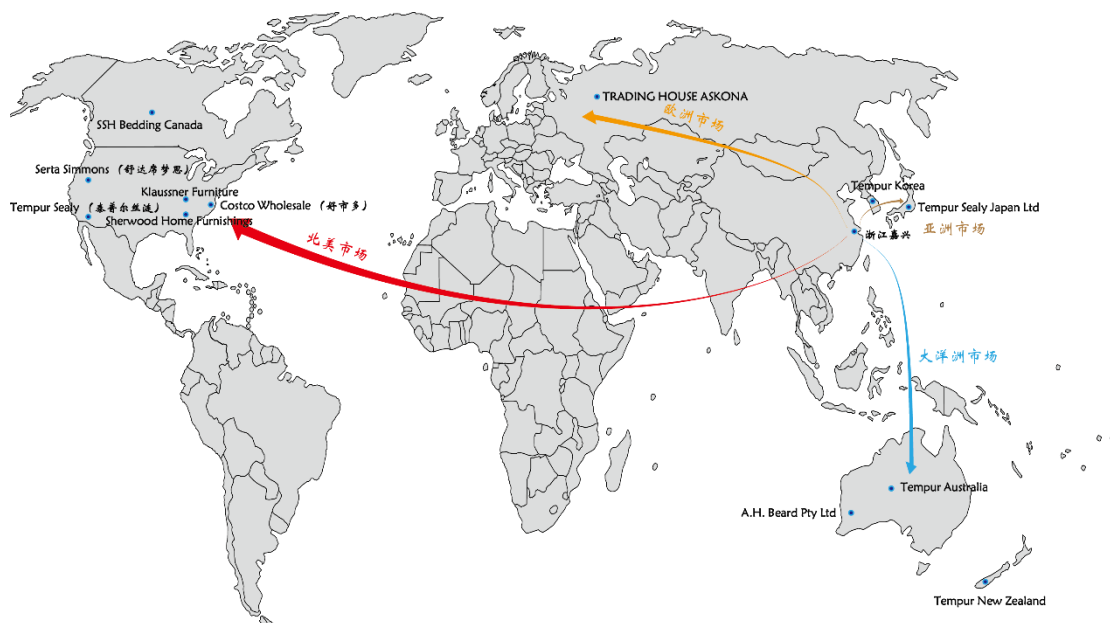 TRADING HOUSE ASKONA
欧洲市场
SSH Bedding Canada
Serta Simmons（舒达席梦思）
Klaussner Furniture
Tempur Sealy（泰普尔丝涟）
Costco Wholesale（好市多）
Sherwood Home Furnishings
北美市场
Tempur Korea
Tempur Sealy Japan Ltd
亚洲市场
浙江嘉兴
大洋洲市场
Tempur Australia
A.H. Beard Pty Ltd
Tempur New Zealand